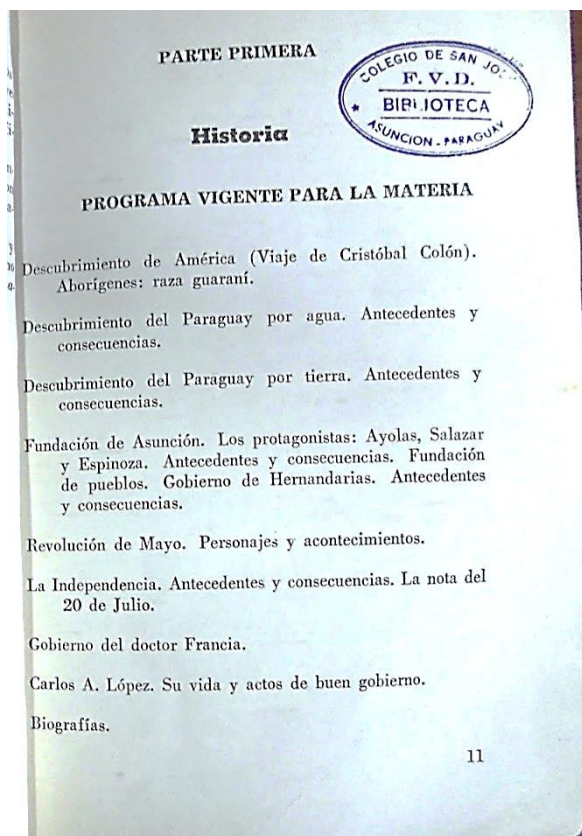 PARTE PRIMERA
COLEGIO DE SAN
F. V. D.
BIBLIOTECA
ASUNCION - PARAGUAY
Historia
PROGRAMA VIGENTE PARA LA MATERIA
Descubrimiento de América (Viaje de Cristóbal Colón).
Aborígenes: raza guaraní.
Descubrimiento del Paraguay por agua. Antecedentes y
consecuencias.
Descubrimiento del Paraguay por tierra. Antecedentes y
consecuencias.
Fundación de Asunción. Los protagonistas: Ayolas, Salazar
y Espinoza. Antecedentes y consecuencias. Fundación
de pueblos. Gobierno de Hernandarias. Antecedentes
y consecuencias.
Revolución de Mayo. Personajes y acontecimientos.
La Independencia. Antecedentes y consecuencias. La nota del
20 de Julio.
Gobierno del doctor Francia.
Carlos A. López. Su vida y actos de buen gobierno.
Biografías.
11